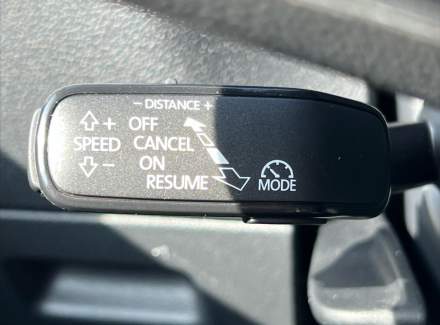 - DISTANCE +
+ OFF
SPEED CANCEL
- ON
RESUME MODE